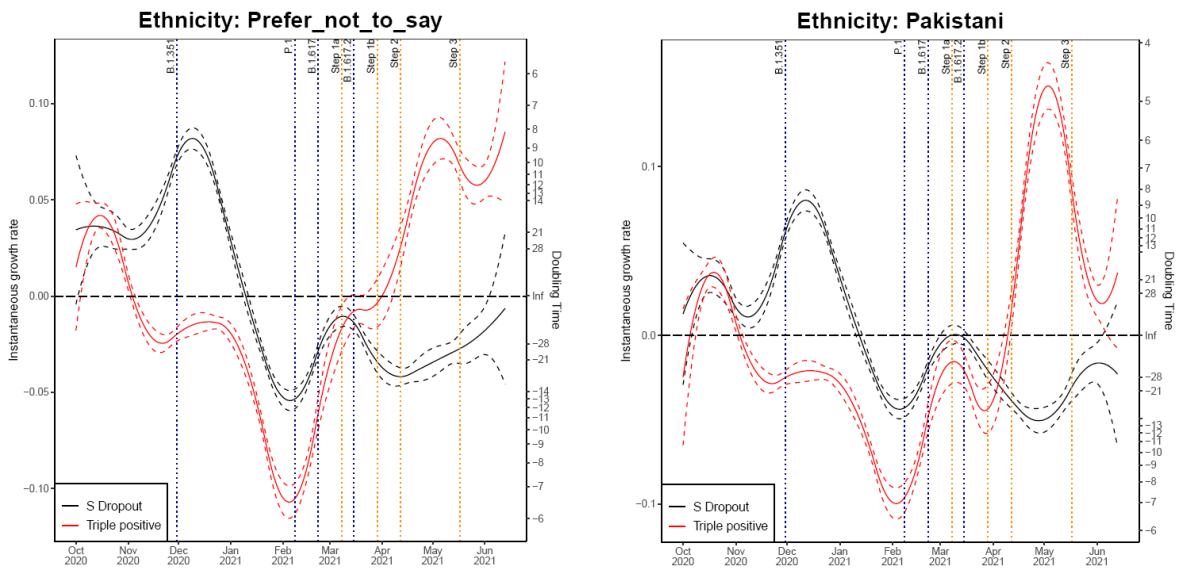 Ethnicity: Prefer_not_to_say
B.1.351
P.1
B.1.617
Step 1a
B.1.617.2
Step 1b
Step 2
Step 3
Instantaneous growth rate
0.10
0.05
0.00
−0.05
−0.10
6
7
8
9
10
11
12
13
14
21
28
Inf
−28
−21
−14
−13
−12
−11
−10
−9
−8
−7
−6
Doubling Time
S Dropout
Triple positive
Oct
2020
Nov
2020
Dec
2020
Jan
2021
Feb
2021
Mar
2021
Apr
2021
May
2021
Jun
2021
Ethnicity: Pakistani
B.1.351
P.1
B.1.617
Step 1a
B.1.617.2
Step 1b
Step 2
Step 3
Instantaneous growth rate
0.1
0.0
−0.1
4
5
6
7
8
9
10
11
12
13
21
28
Inf
−28
−21
−13
−12
−11
−10
−9
−8
−7
−6
Doubling Time
S Dropout
Triple positive
Oct
2020
Nov
2020
Dec
2020
Jan
2021
Feb
2021
Mar
2021
Apr
2021
May
2021
Jun
2021